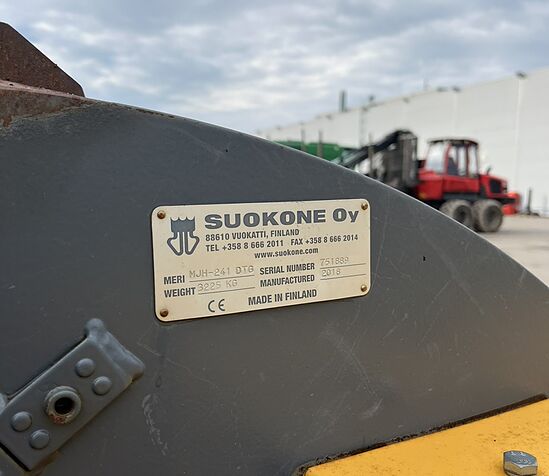 SUOKONE Oy
88610 VUOKATTI, FINLAND
TEL +358 8 666 2011 FAX +358 8 666 2014
www.suokone.com
MERI MJH-241 DTG SERIAL NUMBER 751889
WEIGHT 3225 KG MANUFACTURED 2018
CE MADE IN FINLAND